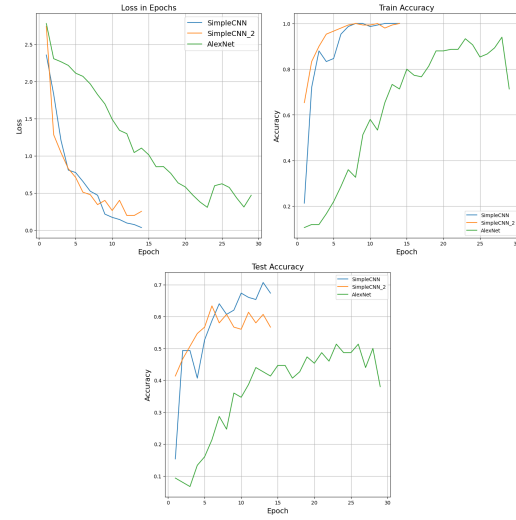 Loss in Epochs
SimpleCNN
SimpleCNN_2
AlexNet
2.5
2.0
1.5
1.0
0.5
0.0
Loss
0 5 10 15 20 25 30
Epoch
Train Accuracy
1.0
0.8
0.6
0.4
0.2
Accuracy
SimpleCNN
SimpleCNN_2
AlexNet
0 5 10 15 20 25 30
Epoch
Test Accuracy
SimpleCNN
SimpleCNN_2
AlexNet
0.7
0.6
0.5
0.4
0.3
0.2
0.1
Accuracy
0 5 10 15 20 25 30
Epoch